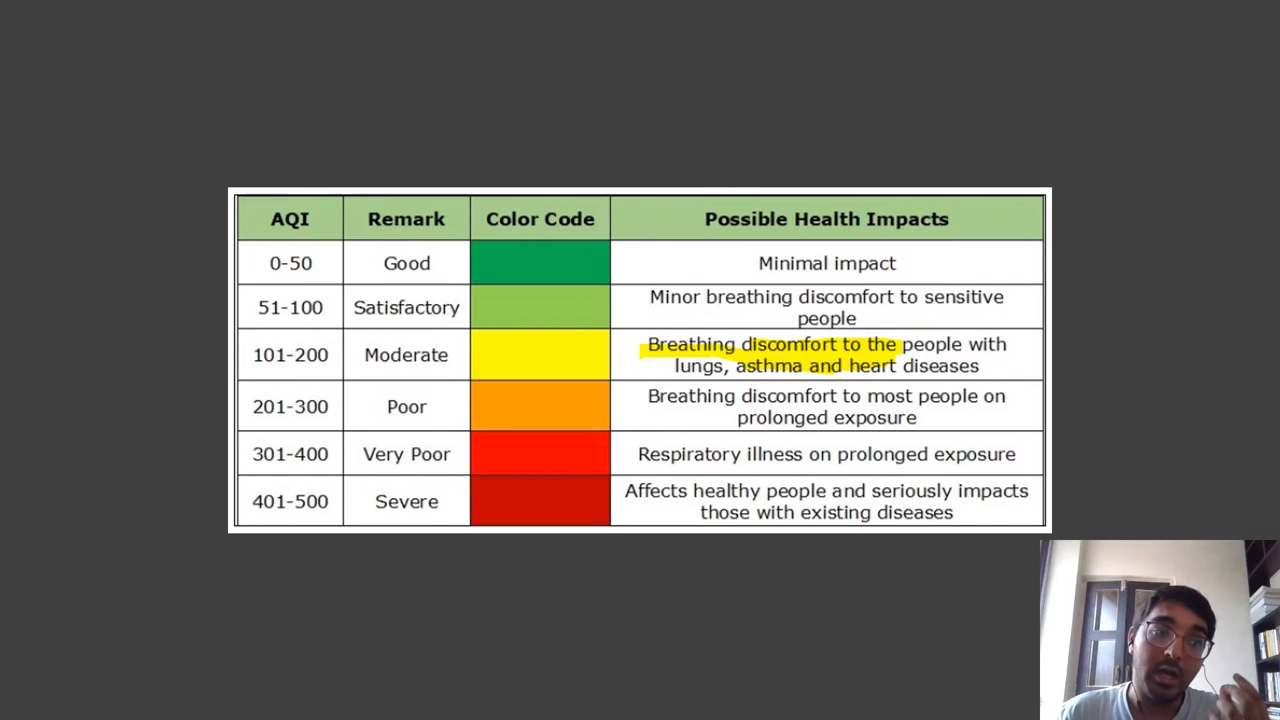 AQI Remark Color Code Possible Health Impacts
0-50 Good Minimal impact
51-100 Satisfactory Minor breathing discomfort to sensitive
people
101-200 Moderate Breathing discomfort to the people with
lungs, asthma and heart diseases
201-300 Poor Breathing discomfort to most people on
prolonged exposure
301-400 Very Poor Respiratory illness on prolonged exposure
401-500 Severe Affects healthy people and seriously impacts
those with existing diseases